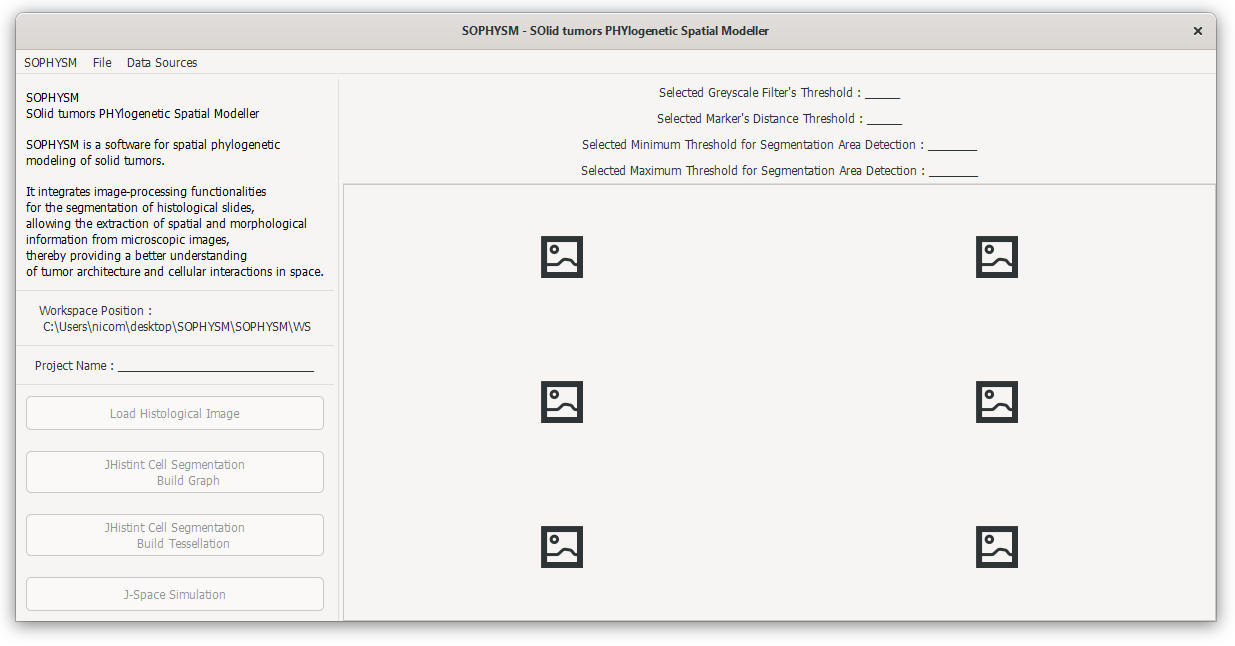 SOPHYSM - SOlid tumors PHYlogenetic Spatial Modeller
SOPHYSM File Data Sources
SOPHYSM
SOlid tumors PHYlogenetic Spatial Modeller
SOPHYSM is a software for spatial phylogenetic
modeling of solid tumors.
It integrates image-processing functionalities
for the segmentation of histological slides,
allowing the extraction of spatial and morphological
information from microscopic images,
thereby providing a better understanding
of tumor architecture and cellular interactions in space.
Workspace Position :
C:\Users\nicom\desktop\SOPHYSM\SOPHYSM\WS
Project Name : ____________________________
Load Histological Image
JHistint Cell Segmentation
Build Graph
JHistint Cell Segmentation
Build Tessellation
J-Space Simulation
Selected Greyscale Filter's Threshold : _____
Selected Marker's Distance Threshold : _____
Selected Minimum Threshold for Segmentation Area Detection : _______
Selected Maximum Threshold for Segmentation Area Detection : _______